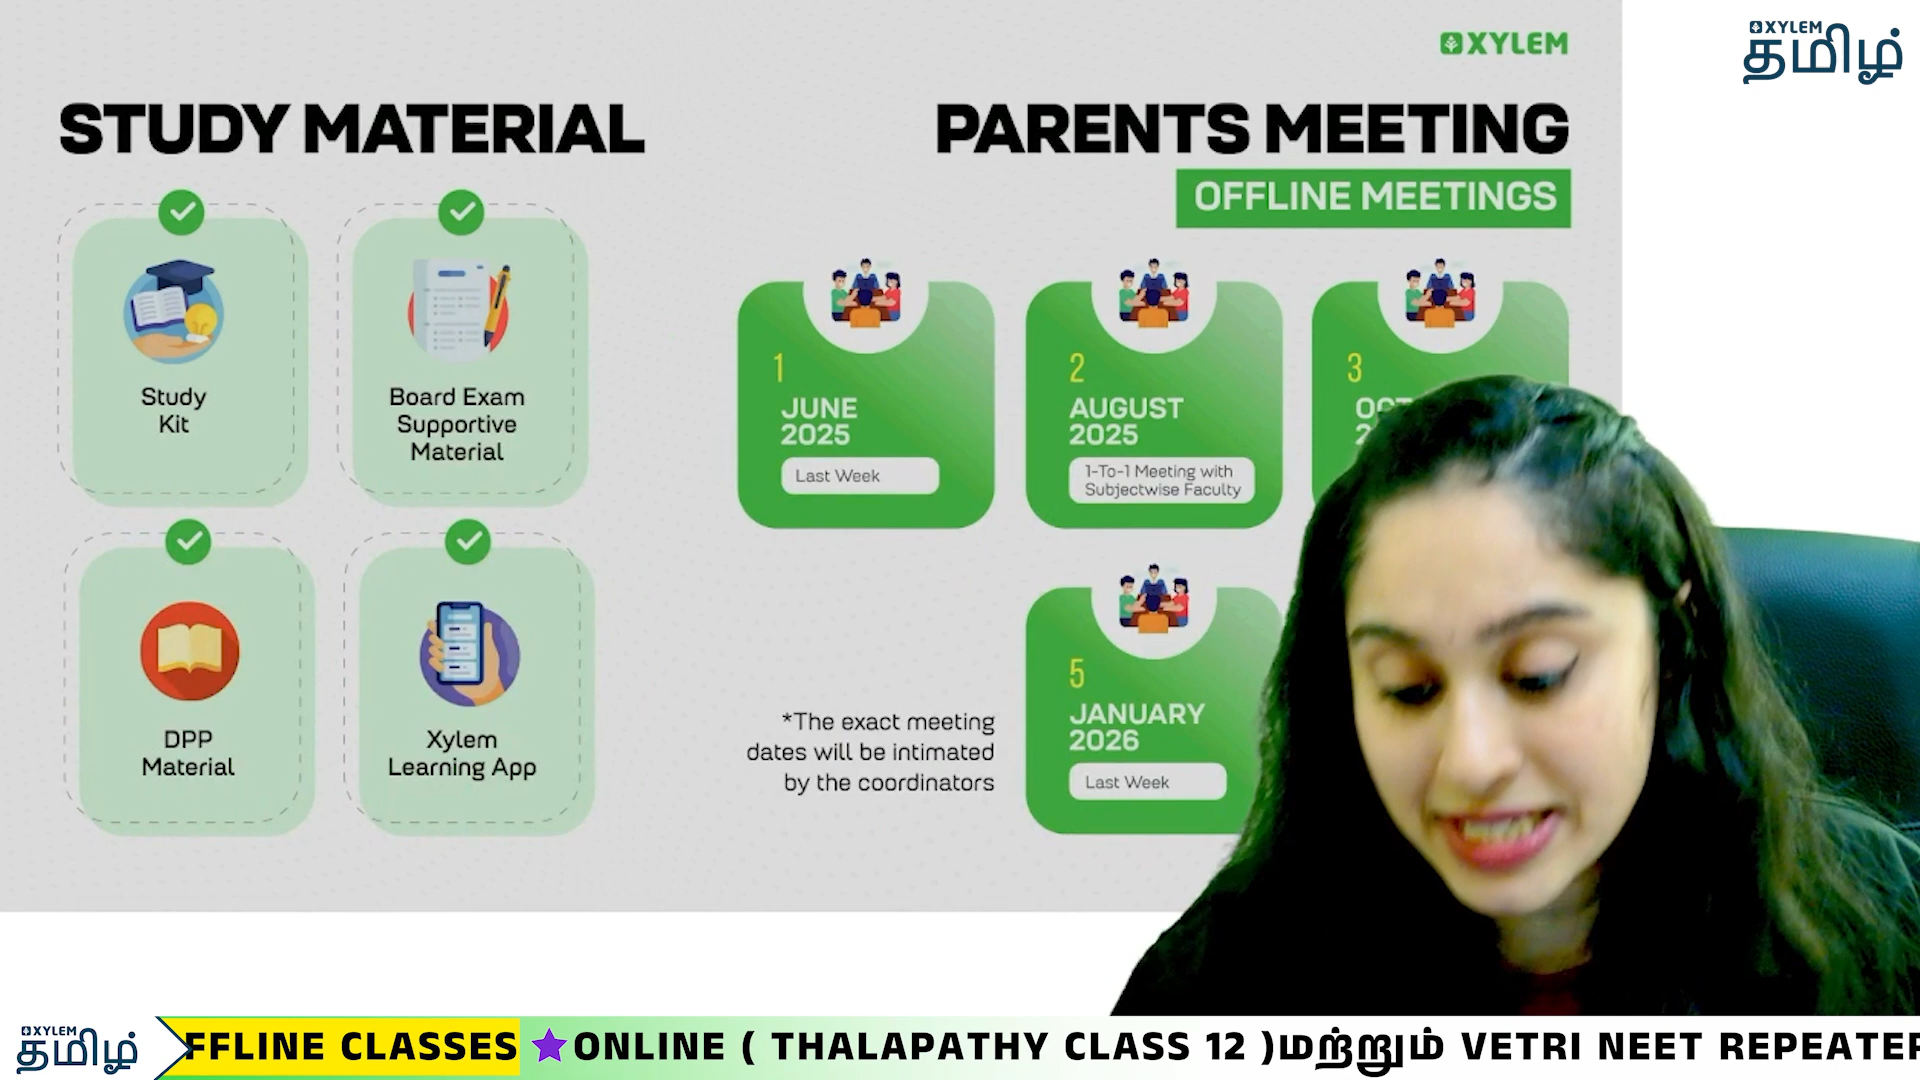 XYLEM
XYLEM
தமிழ்
STUDY MATERIAL
Study
Kit
Board Exam
Supportive
Material
DPP
Material
Xylem
Learning App
PARENTS MEETING
OFFLINE MEETINGS
1
JUNE
2025
Last Week
2
AUGUST
2025
1-To-1 Meeting with
Subjectwise Faculty
3
5
JANUARY
2026
Last Week
*The exact meeting
dates will be intimated
by the coordinators
XYLEM
தமிழ்
FFLINE CLASSES ONLINE ( THALAPATHY CLASS 12 )மற்றும் VETRI NEET REPEATER